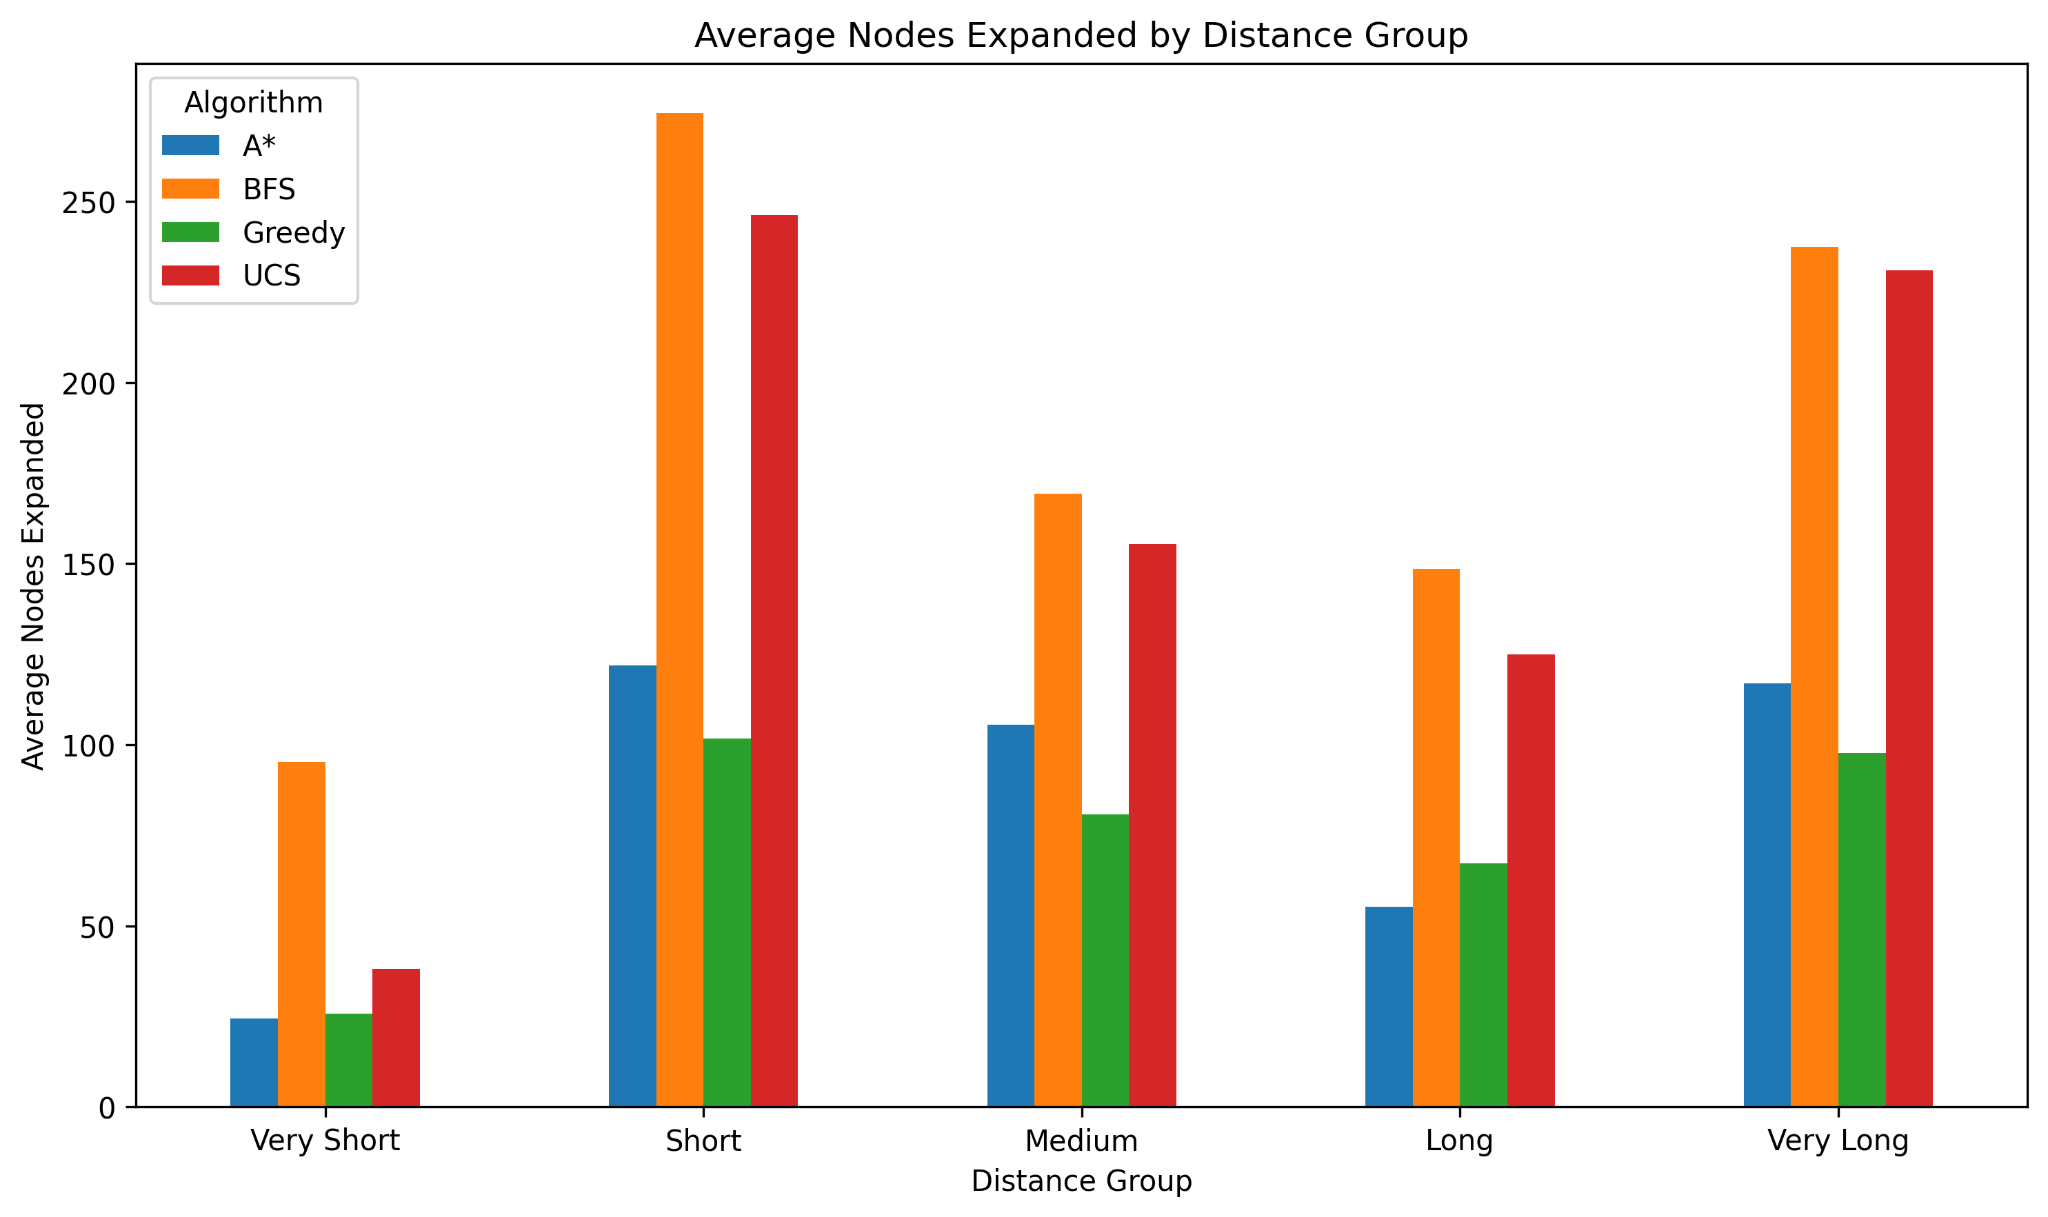 Average Nodes Expanded by Distance Group
Algorithm
A*
BFS
Greedy
UCS
Average Nodes Expanded
250
200
150
100
50
0
Very Short
Short
Medium
Long
Very Long
Distance Group